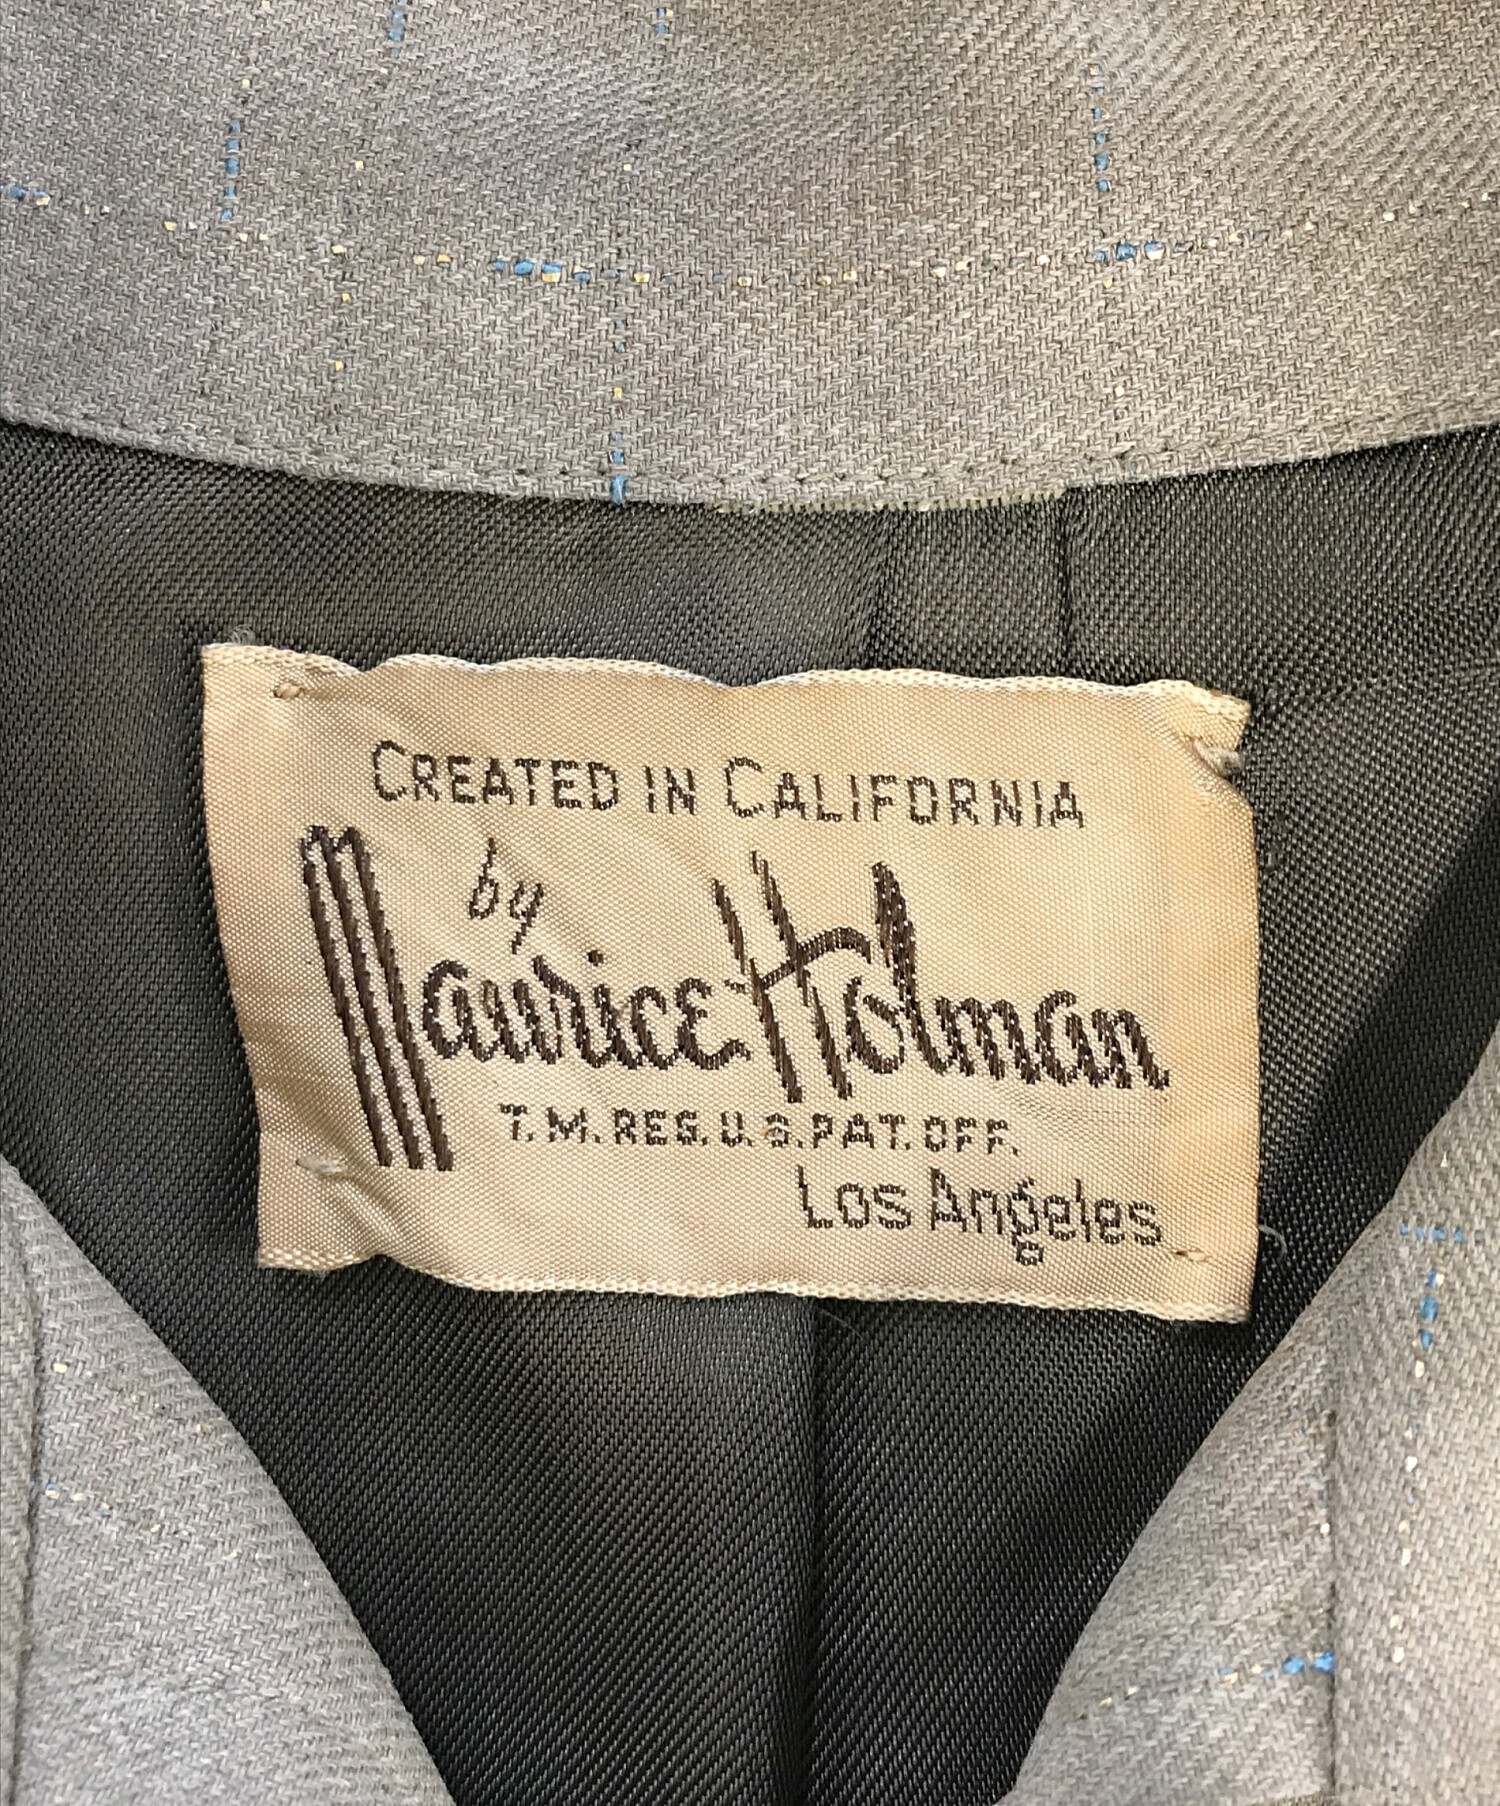 CREATED IN CALIFORNIA
by
Maurice Holman
T.M. REG. U.S. PAT. OFF.
Los Angeles